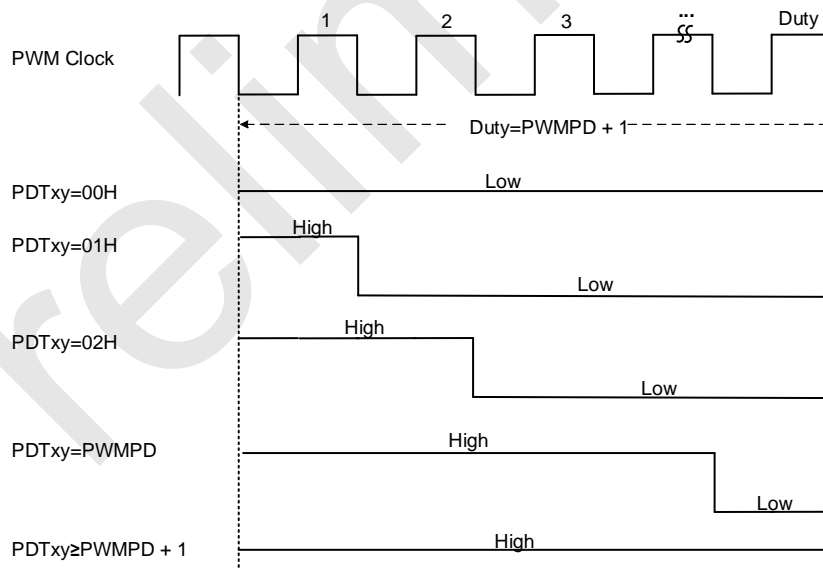 1 2 3 ... Duty
PWM Clock
Duty=PWMPD + 1
PDTxy=00H Low
PDTxy=01H High
Low
PDTxy=02H High
Low
PDTxy=PWMPD High
Low
PDTxy≥PWMPD + 1 High
relim